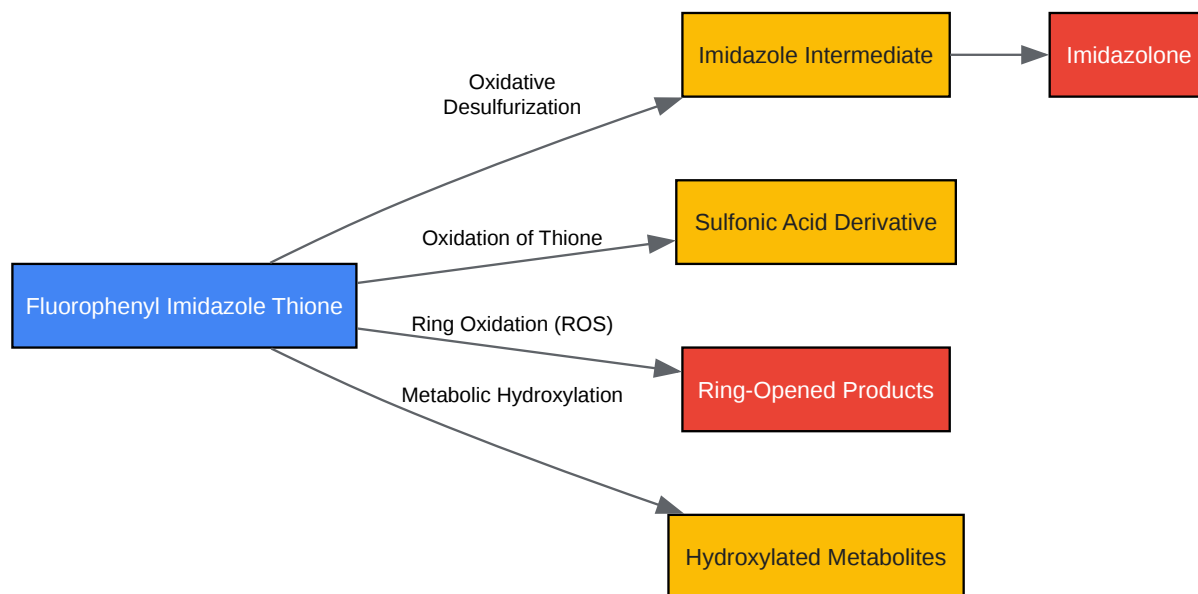 Imidazole Intermediate
Imidazolone
Oxidative
Desulfurization
Sulfonic Acid Derivative
Oxidation of Thione
Fluorophenyl Imidazole Thione
Ring Oxidation (ROS)
Ring-Opened Products
Metabolic Hydroxylation
Hydroxylated Metabolites